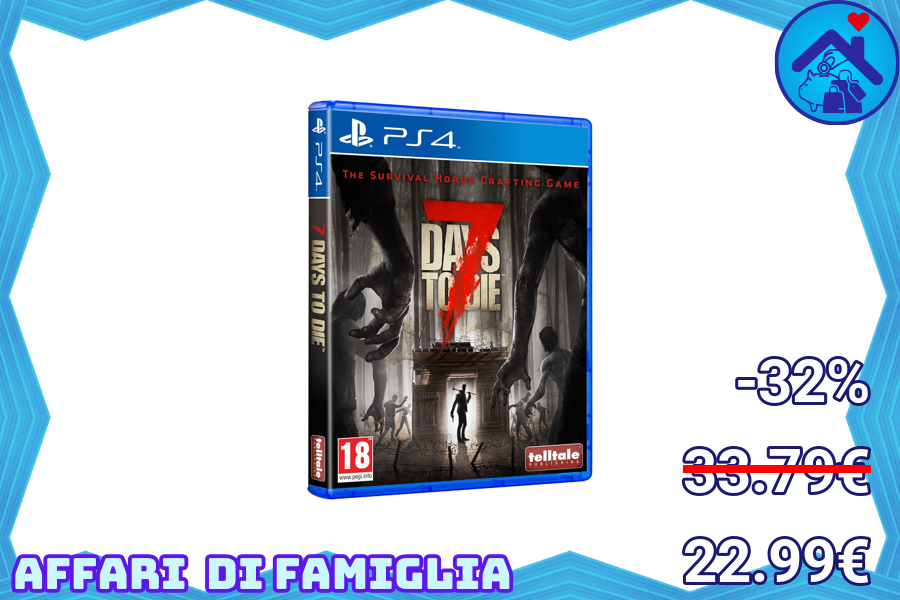 PS4
PS4
THE SURVIVAL HORDE CRAFTING GAME
7
DAYS
TO DIE
7 DAYS TO DIE
18
www.pegi.info
telltale
PUBLISHING
telltale
-32%
33.79€
22.99€
AFFARI DI FAMIGLIA